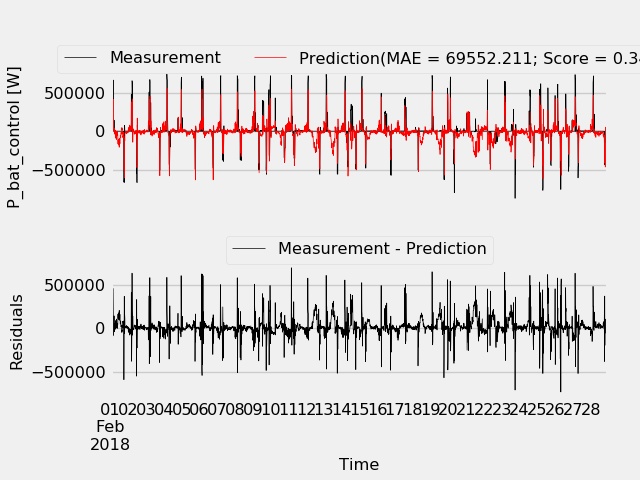 Measurement Prediction(MAE = 69552.211; Score = 0.3
P_bat_control [W]
500000
0
−500000
Measurement - Prediction
Residuals
500000
0
−500000
01020304050607080910111213141516171819202122232425262728
Feb
2018
Time